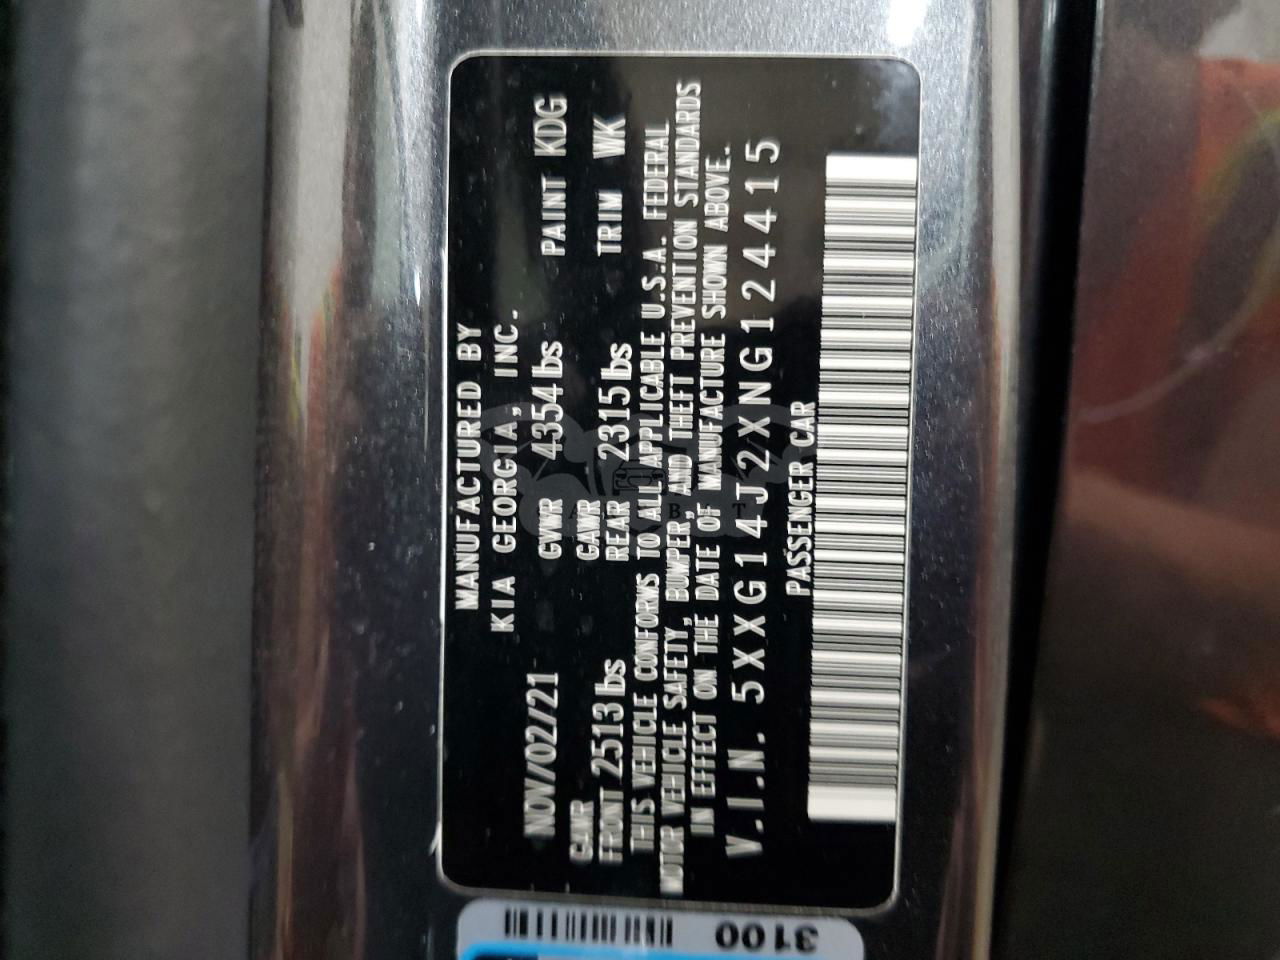 MANUFACTURED BY
KIA GEORGIA, INC.
NOV/02/21 GVWR 4354 lbs PAINT KDG
GAWR GAWR
FRONT 2513 lbs REAR 2315 lbs TRIM WK
THIS VEHICLE CONFORMS TO ALL APPLICABLE U.S.A. FEDERAL
MOTOR VEHICLE SAFETY, BUMPER, AND THEFT PREVENTION STANDARDS
IN EFFECT ON THE DATE OF MANUFACTURE SHOWN ABOVE.
V.I.N. 5XXG14J2XNG124415
PASSENGER CAR
3100